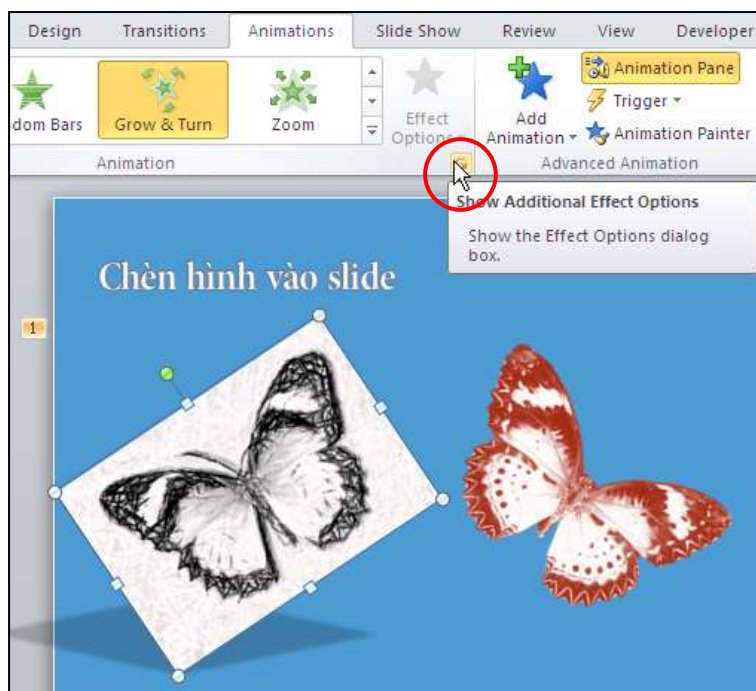 Design Transitions Animations Slide Show Review View Developer
dom Bars Grow & Turn Zoom Effect Options Add Animation Animation Pane
Trigger
Animation Painter
Animation Advanced Animation
Show Additional Effect Options
Show the Effect Options dialog
box.
Chèn hình vào slide
1